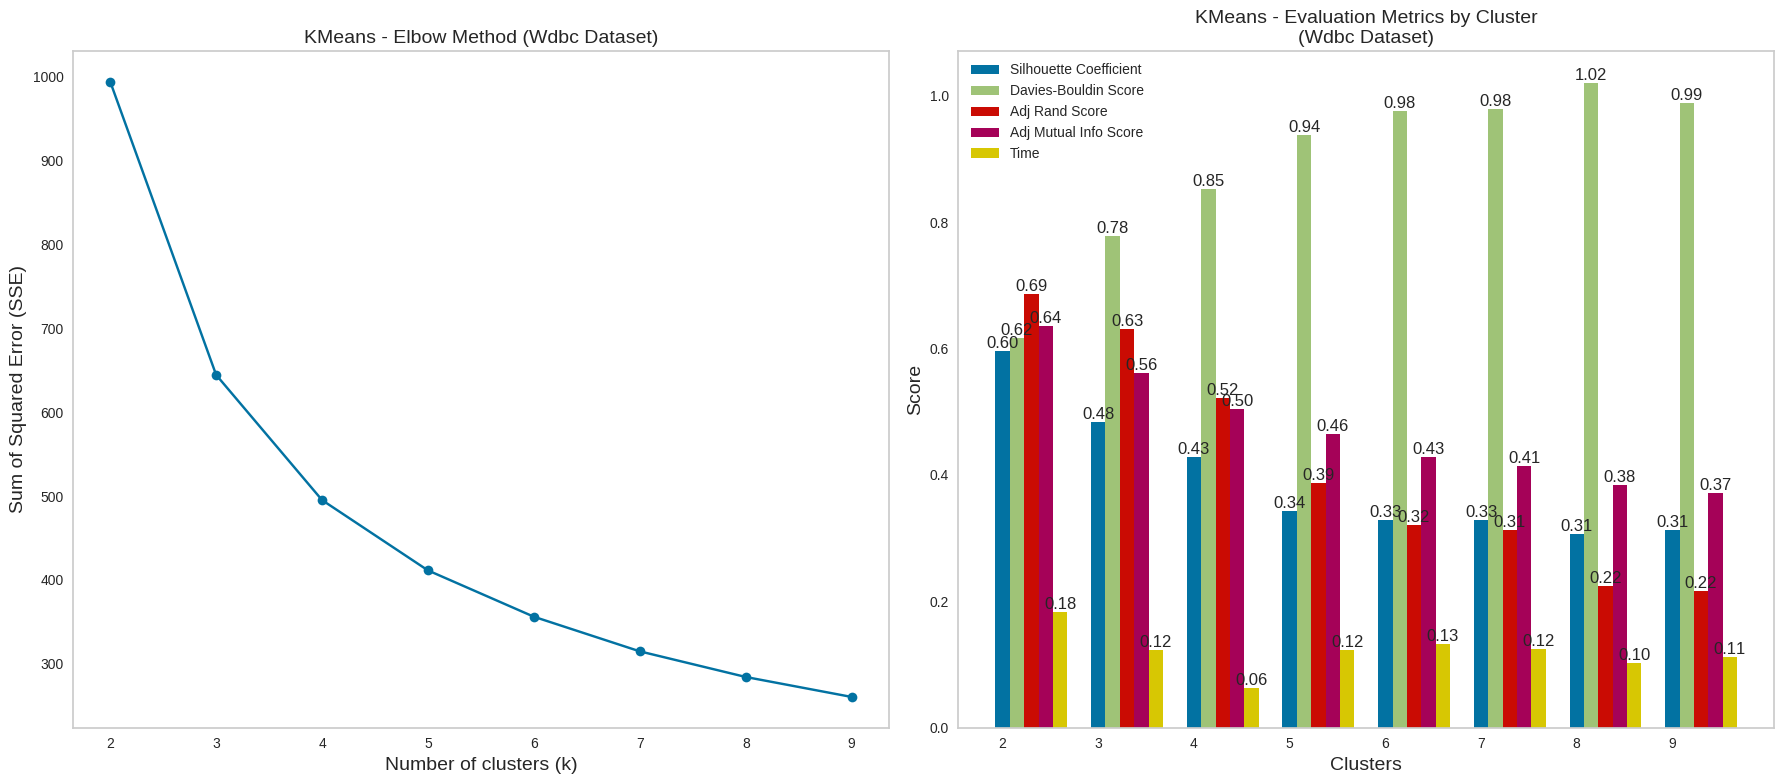 KMeans - Elbow Method (Wdbc Dataset)
Sum of Squared Error (SSE)
1000
900
800
700
600
500
400
300
2 3 4 5 6 7 8 9
Number of clusters (k)
KMeans - Evaluation Metrics by Cluster
(Wdbc Dataset)
Silhouette Coefficient
Davies-Bouldin Score
Adj Rand Score
Adj Mutual Info Score
Time
Score
1.0
0.8
0.6
0.4
0.2
0.0
0.60 0.62 0.69 0.64 0.18
0.48 0.78 0.63 0.56 0.12
0.43 0.85 0.52 0.50 0.06
0.34 0.94 0.39 0.46 0.12
0.33 0.98 0.32 0.43 0.13
0.33 0.98 0.31 0.41 0.12
0.31 1.02 0.22 0.38 0.10
0.31 0.99 0.22 0.37 0.11
2 3 4 5 6 7 8 9
Clusters